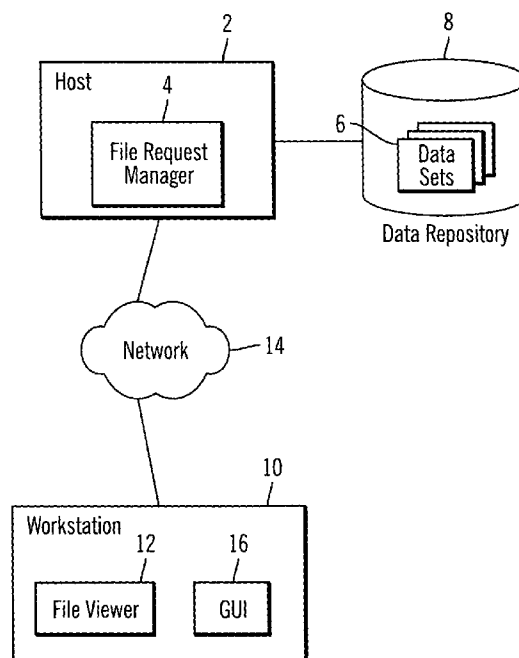 2
8
Host
4
File Request
Manager
6
Data
Sets
Data Repository
Network
14
10
Workstation
12
16
File Viewer
GUI